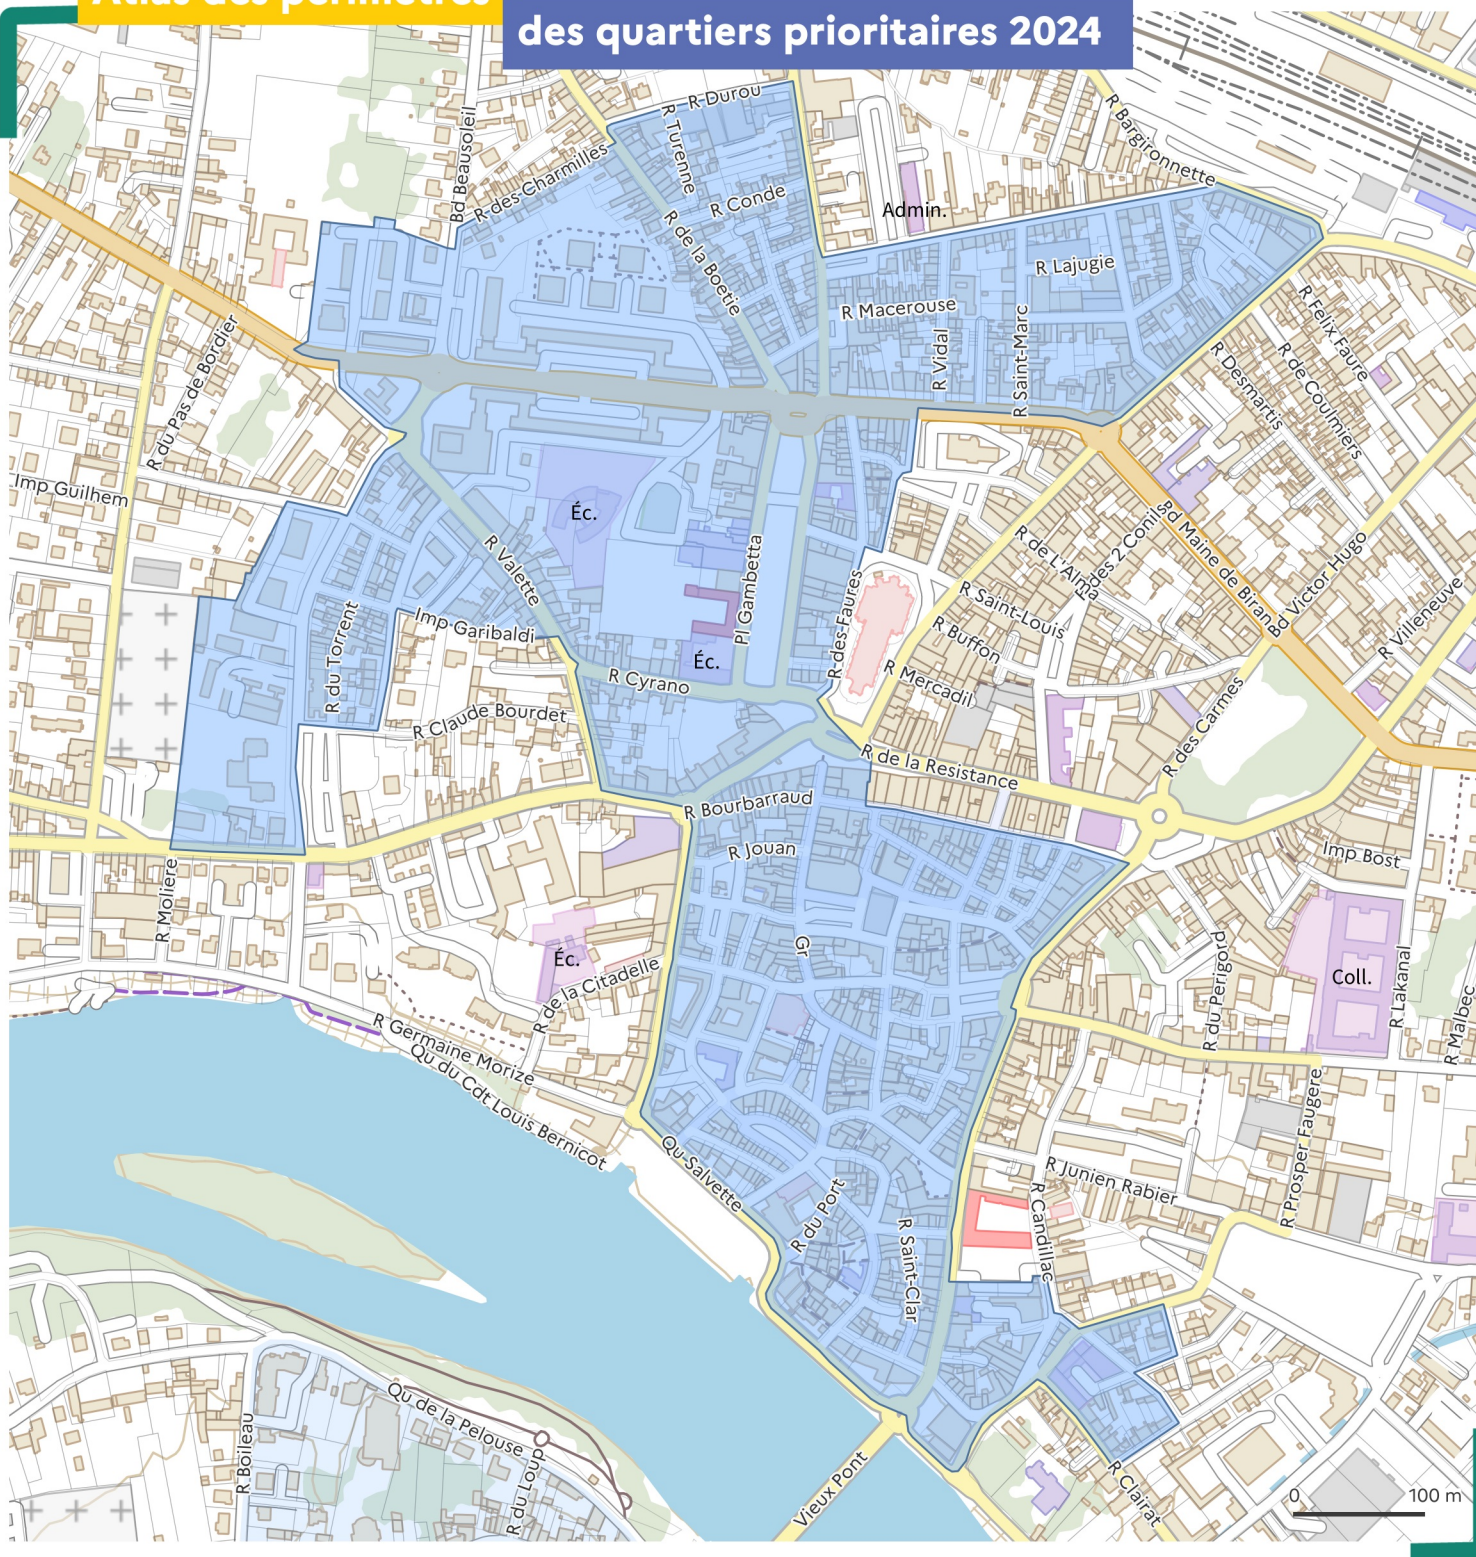 Atlas des périmètres
des quartiers prioritaires 2024
R Durou
R Turenne
R Conde
Bd Beausoleil
R des Charmilles
R de la Boetie
R Bargironnette
Admin.
R Lajugie
R Macerouse
R Vidal
R Saint-Marc
R Felix Faure
R de Coulmiers
R Desmartis
R du Pas de Bordier
Imp Guilhem
Éc.
R Valette
Pl Gambetta
R des Faures
R de L'Alma
R des 2 Conils
Bd Maine de Biran
Bd Victor Hugo
R Villeneuve
R Saint-Louis
R Buffon
R Mercadil
Imp Garibaldi
R du Torrent
Éc.
R Cyrano
R Claude Bourdet
R des Carmes
R de la Resistance
R Bourbarraud
R Jouan
Imp Bost
R Moliere
Gr
Éc.
R de la Citadelle
Coll.
R du Perigord
R Lakanal
R Malbec
R Germaine Morize
Qu du Cdt Louis Bernicot
Qu Salvette
R du Port
R Saint-Clar
R Junien Rabier
R Candillac
R Prosper Faugere
Qu de la Pelouse
R Boileau
R du Loup
Vieux Pont
R Clairat
0 100 m